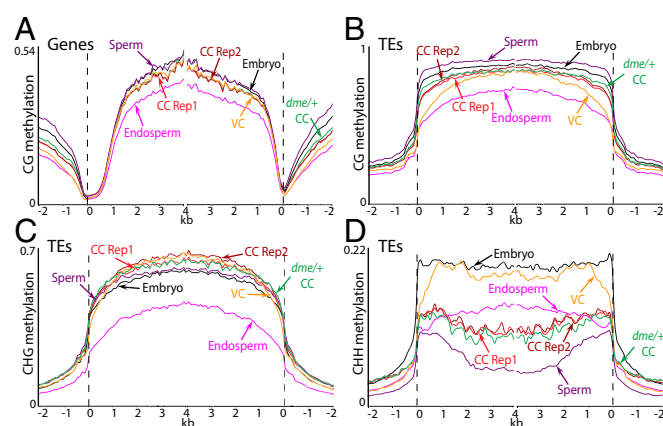 A Genes
0.54
CG methylation
0
Sperm
CC Rep2
Embryo
CC Rep1
Endosperm
VC
dme/+
CC
-2 -1 0 1 2 3 4 3 2 1 0 -1 -2
kb
B TEs
1
CG methylation
0
Sperm
CC Rep2
Embryo
CC Rep1
Endosperm
VC
dme/+
CC
-2 -1 0 1 2 3 4 3 2 1 0 -1 -2
kb
C TEs
0.7
CHG methylation
0
CC Rep1
CC Rep2
Sperm
Embryo
VC
dme/+
CC
Endosperm
-2 -1 0 1 2 3 4 3 2 1 0 -1 -2
kb
D TEs
0.22
CHH methylation
0
Embryo
Endosperm
VC
CC Rep1
CC Rep2
dme/+
CC
Sperm
-2 -1 0 1 2 3 4 3 2 1 0 -1 -2
kb